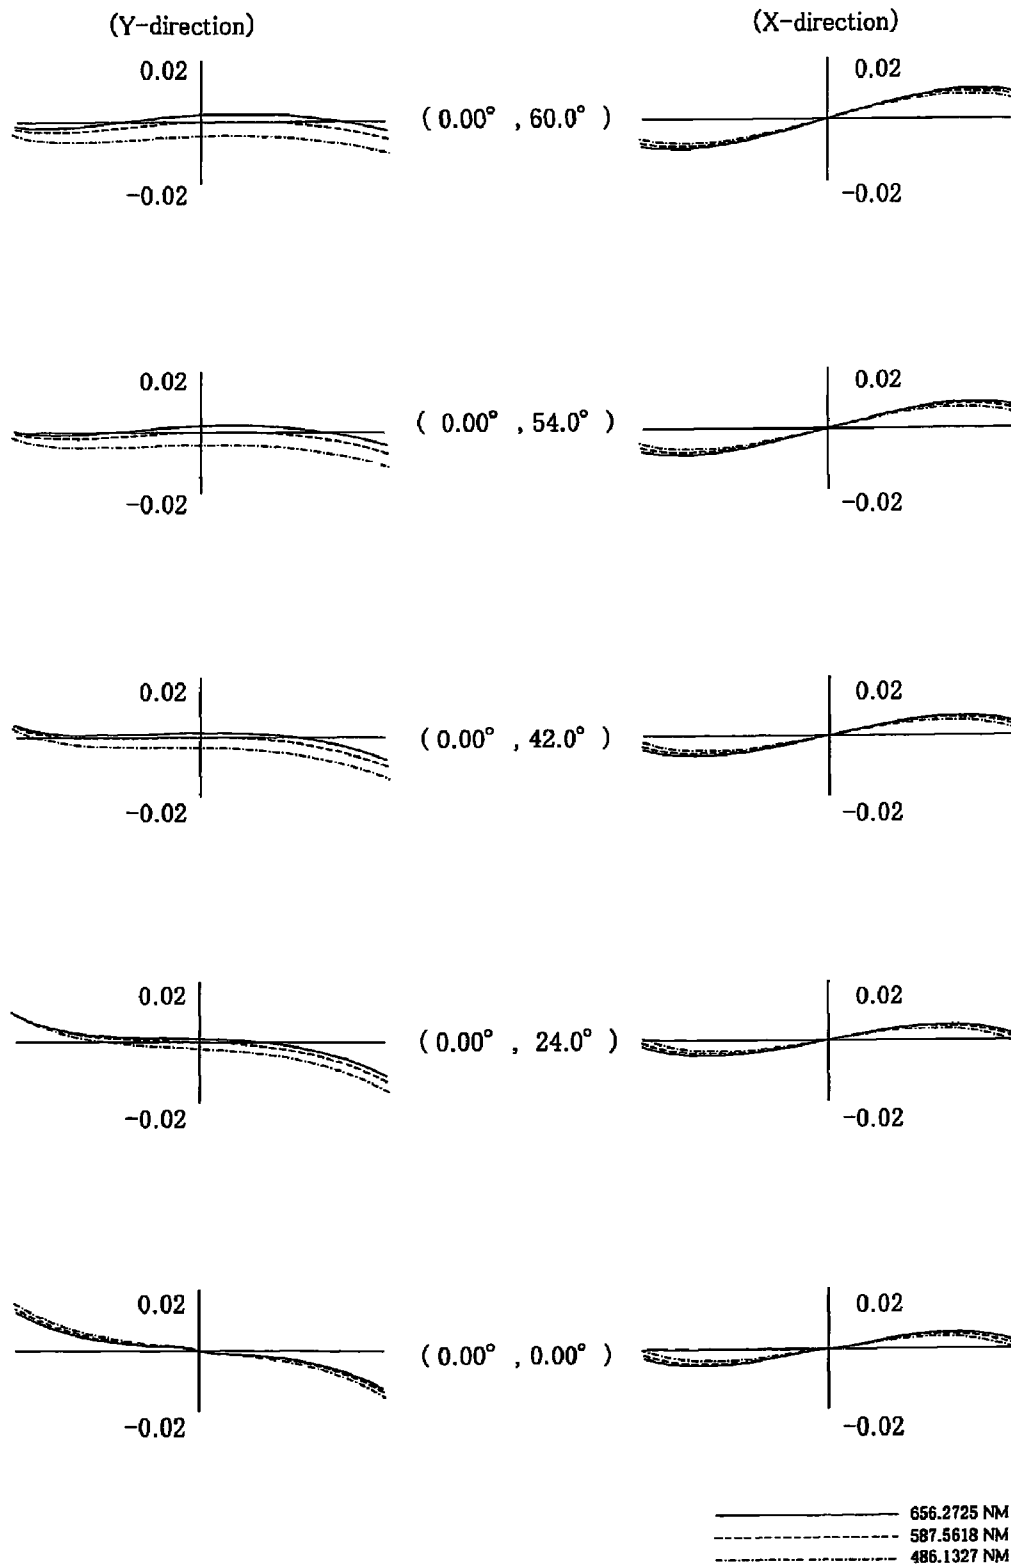 (Y-direction) (X-direction)
0.02 0.02
( 0.00° , 60.0° )
-0.02 -0.02
0.02 0.02
( 0.00° , 54.0° )
-0.02 -0.02
0.02 0.02
( 0.00° , 42.0° )
-0.02 -0.02
0.02 0.02
( 0.00° , 24.0° )
-0.02 -0.02
0.02 0.02
( 0.00° , 0.00° )
-0.02 -0.02
656.2725 NM
587.5618 NM
486.1327 NM